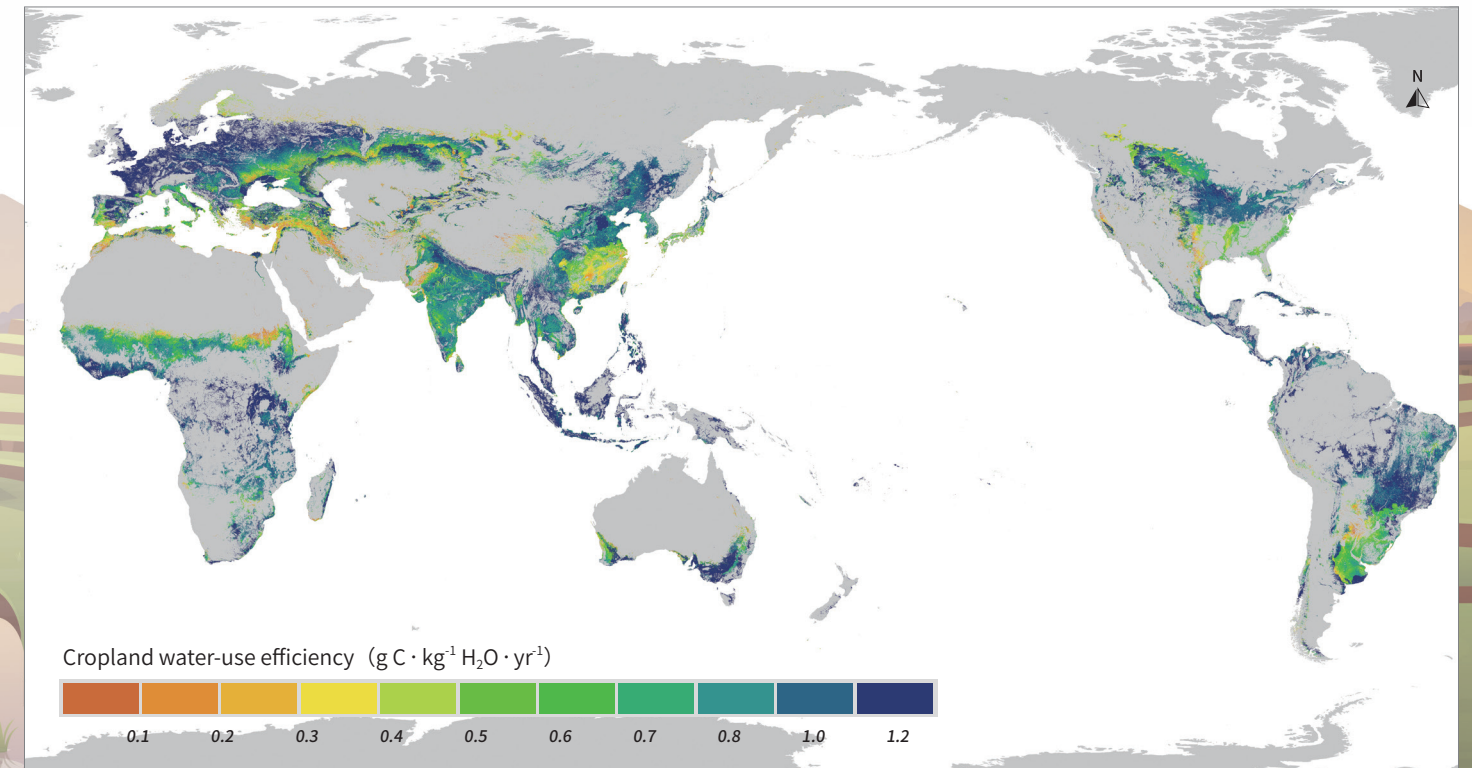 N
Cropland water-use efficiency（g C · kg⁻¹ H₂O · yr⁻¹）
0.1 0.2 0.3 0.4 0.5 0.6 0.7 0.8 1.0 1.2